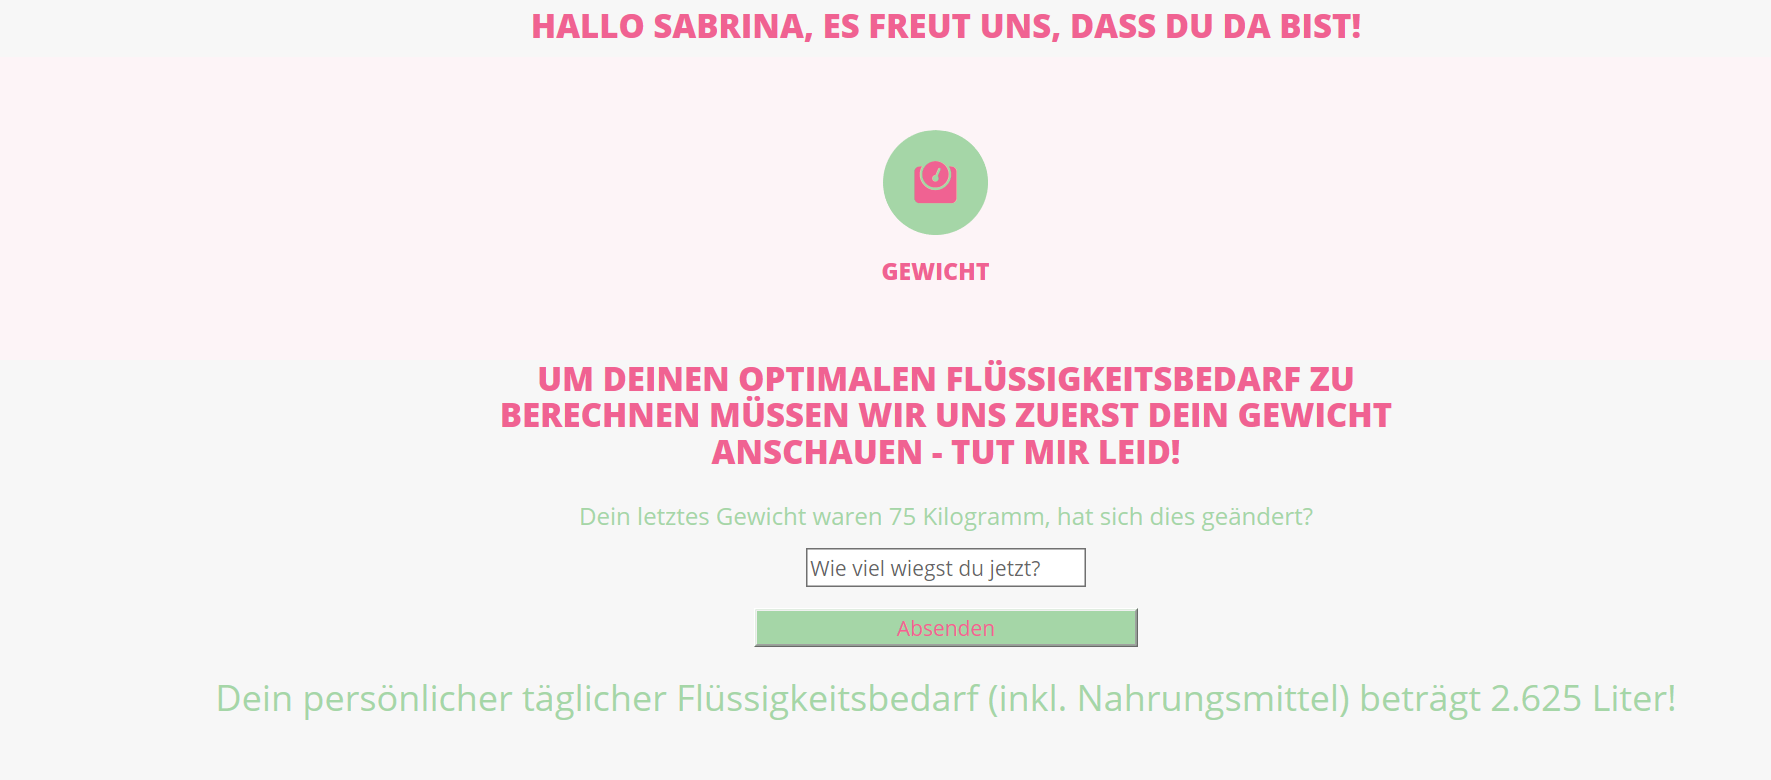 HALLO SABRINA, ES FREUT UNS, DASS DU DA BIST!
GEWICHT
UM DEINEN OPTIMALEN FLÜSSIGKEITSBEDARF ZU
BERECHNEN MÜSSEN WIR UNS ZUERST DEIN GEWICHT
ANSCHAUEN - TUT MIR LEID!
Dein letztes Gewicht waren 75 Kilogramm, hat sich dies geändert?
Wie viel wiegst du jetzt?
Absenden
Dein persönlicher täglicher Flüssigkeitsbedarf (inkl. Nahrungsmittel) beträgt 2.625 Liter!